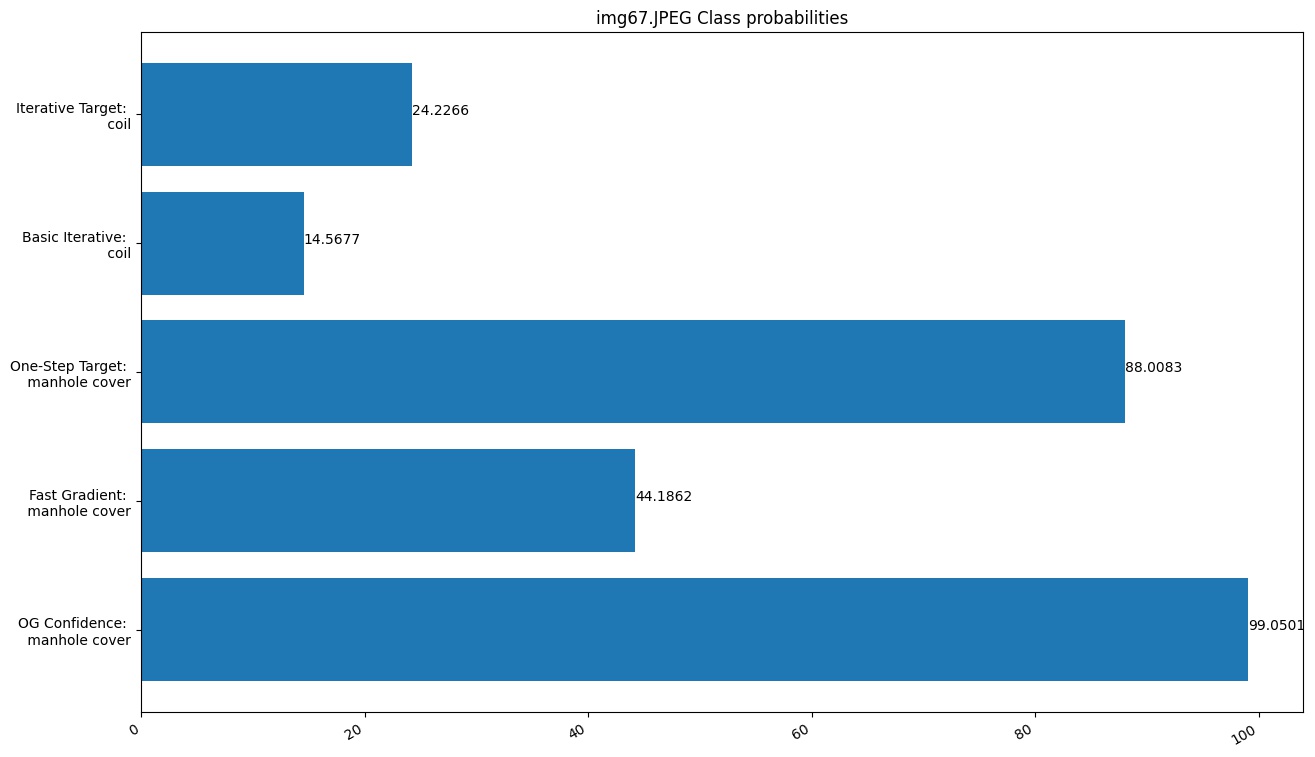 img67.JPEG Class probabilities
Iterative Target:
coil
24.2266
Basic Iterative:
coil
14.5677
One-Step Target:
manhole cover
88.0083
Fast Gradient:
manhole cover
44.1862
OG Confidence:
manhole cover
99.0501
0
20
40
60
80
100